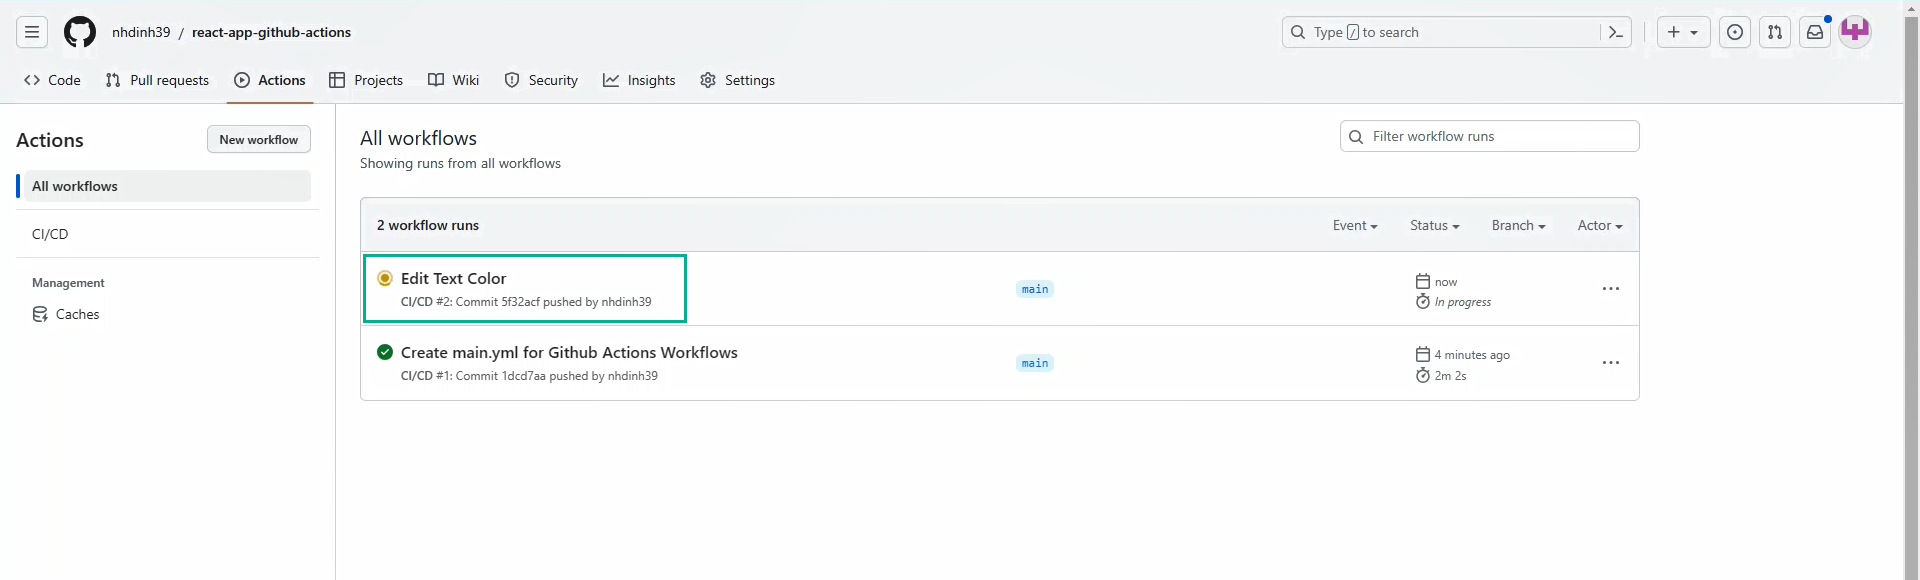 nhdinh39 / react-app-github-actions
Type / to search
Code Pull requests Actions Projects Wiki Security Insights Settings
Actions
New workflow
All workflows
CI/CD
Management
Caches
All workflows
Showing runs from all workflows
Filter workflow runs
2 workflow runs
Event Status Branch Actor
Edit Text Color
CI/CD #2: Commit 5f32acf pushed by nhdinh39
main
now
In progress
Create main.yml for Github Actions Workflows
CI/CD #1: Commit 1dcd7aa pushed by nhdinh39
main
4 minutes ago
2m 2s